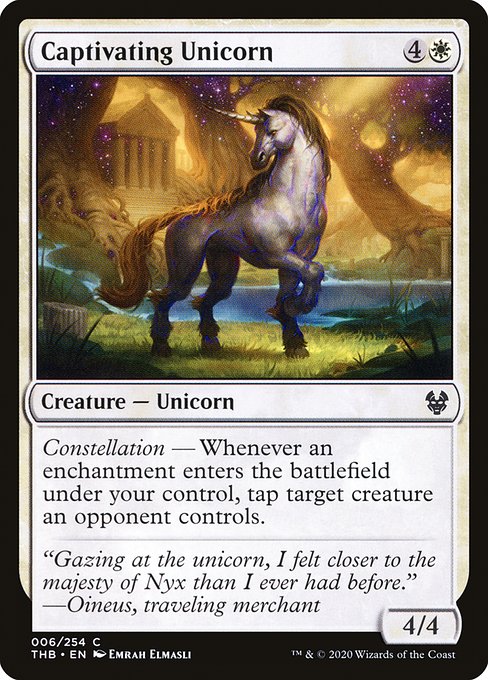 Captivating Unicorn 4
Creature — Unicorn
Constellation — Whenever an
enchantment enters the battlefield
under your control, tap target creature
an opponent controls.
“Gazing at the unicorn, I felt closer to the
majesty of Nyx than I ever had before.”
—Oineus, traveling merchant
4/4
006/254 C
THB • EN Emrah Elmasli
™ & © 2020 Wizards of the Coast